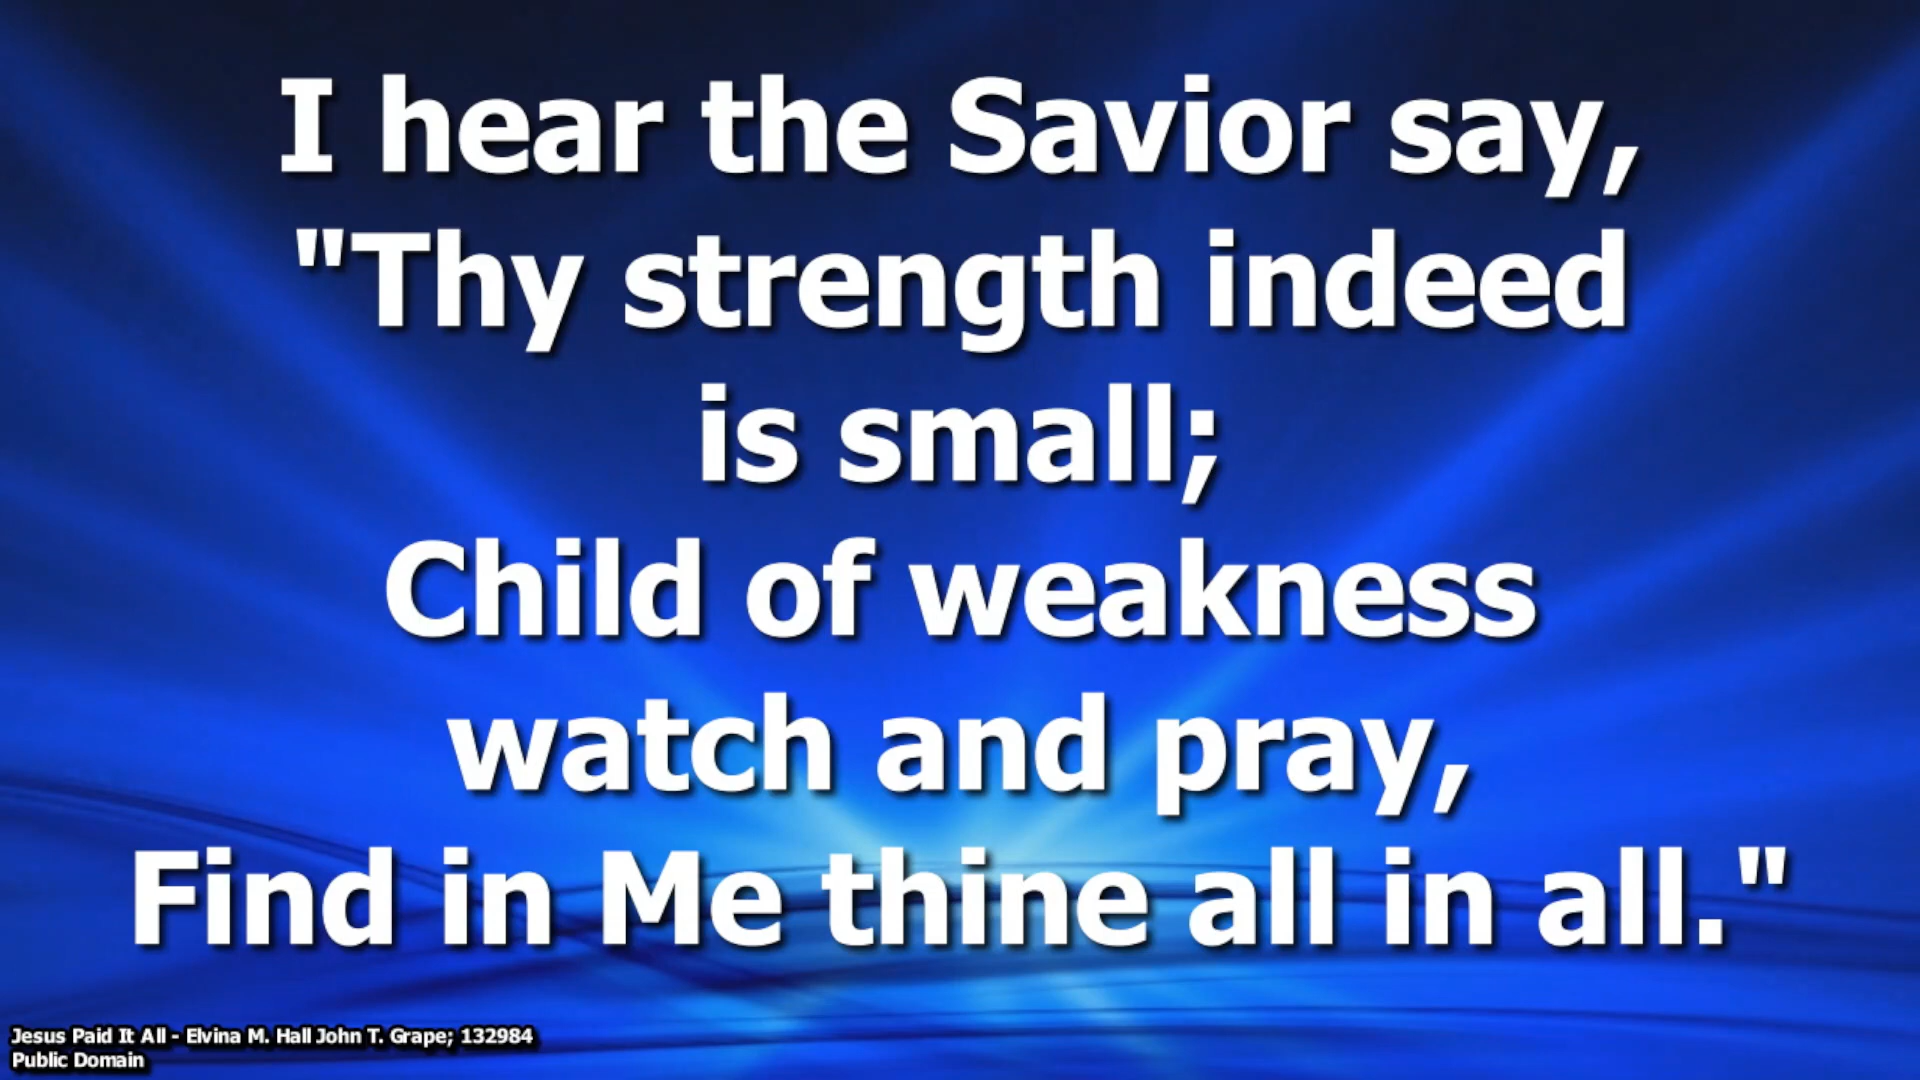 I hear the Savior say,
"Thy strength indeed
is small;
Child of weakness
watch and pray,
Find in Me thine all in all."
Jesus Paid It All - Elvina M. Hall John T. Grape; 132984
Public Domain